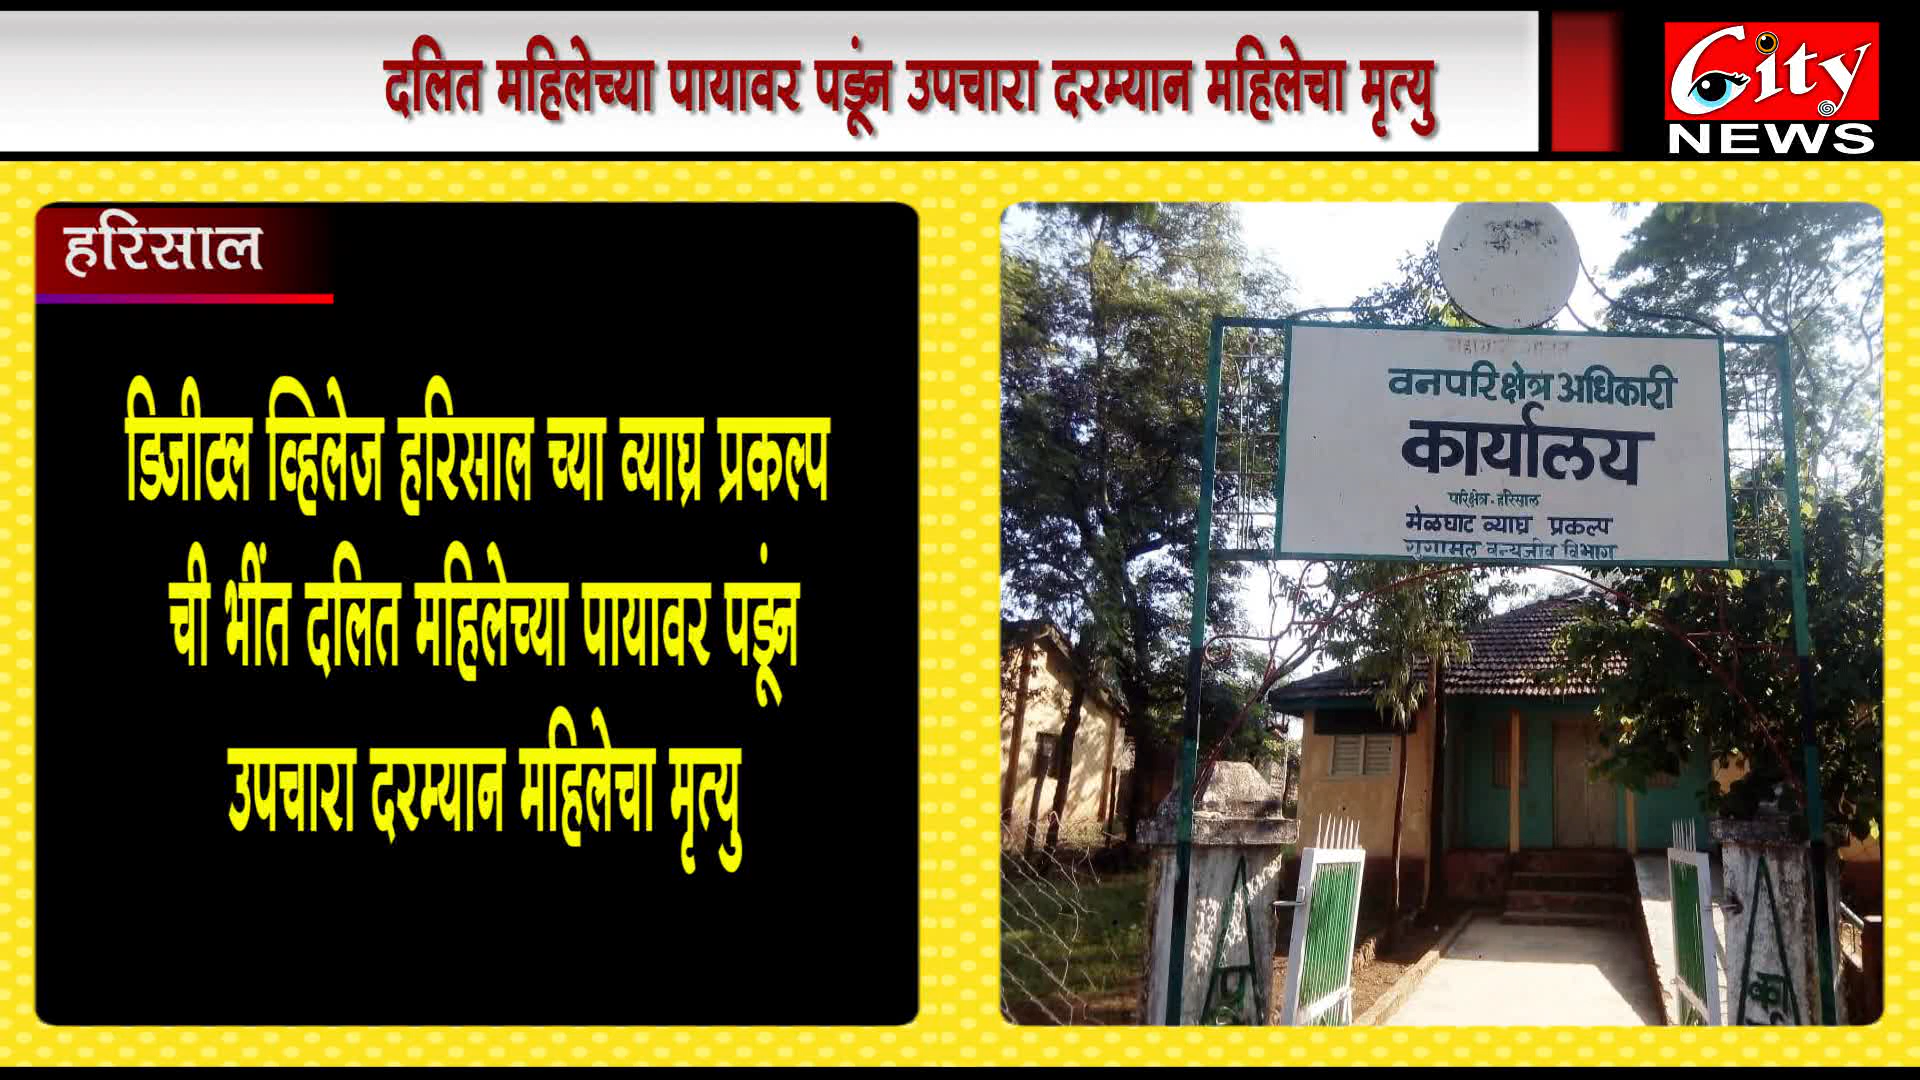 दलित महिलेच्या पायावर पडूंन उपचारा दरम्यान महिलेचा मृत्यु
City
NEWS
हरिसाल
डिजीटल व्हिलेज हरिसाल च्या व्याघ्र प्रकल्प
ची भींत दलित महिलेच्या पायावर पडूंन
उपचारा दरम्यान महिलेचा मृत्यु
वनपरिक्षेत्र अधिकारी
कार्यालय
परिक्षेत्र - हरिसाल
मेळघाट व्याघ्र प्रकल्प
गुगामल वन्यजीव विभाग
का